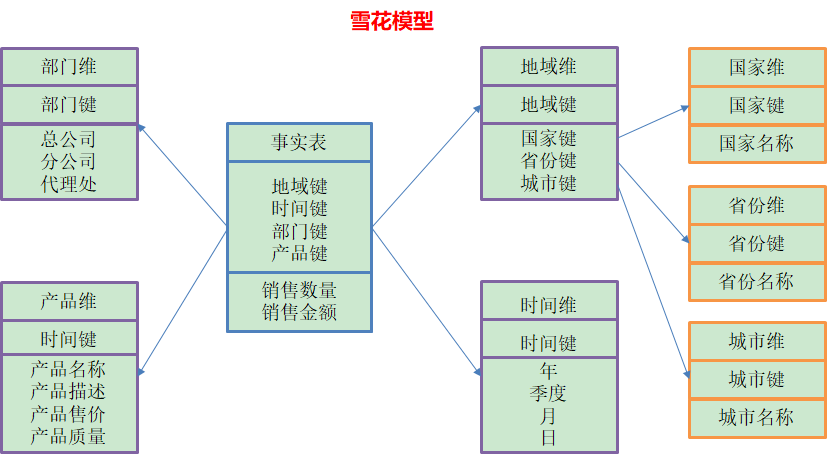 雪花模型
部门维
部门键
总公司
分公司
代理处
产品维
时间键
产品名称
产品描述
产品售价
产品质量
事实表
地域键
时间键
部门键
产品键
销售数量
销售金额
地域维
地域键
国家键
省份键
城市键
时间维
时间键
年
季度
月
日
国家维
国家键
国家名称
省份维
省份键
省份名称
城市维
城市键
城市名称